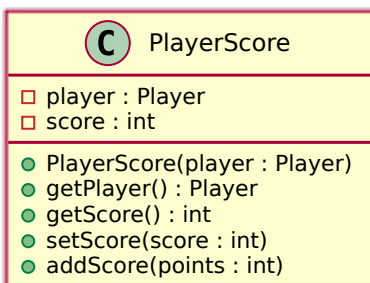 C PlayerScore
player : Player
score : int
PlayerScore(player : Player)
getPlayer() : Player
getScore() : int
setScore(score : int)
addScore(points : int)